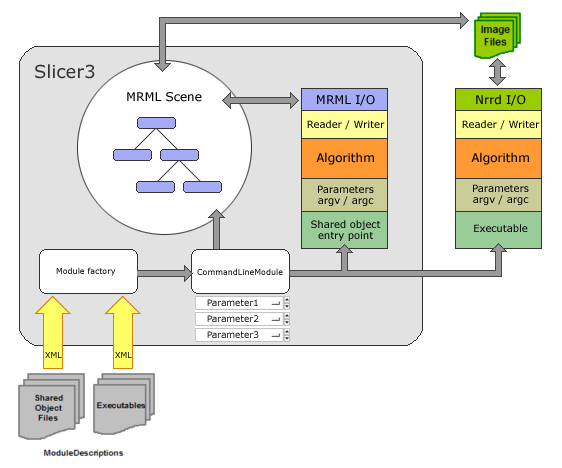 Image
Files
Slicer3
MRML Scene
MRML I/O
Reader / Writer
Algorithm
Parameters
argv / argc
Shared object
entry point
Nrrd I/O
Reader / Writer
Algorithm
Parameters
argv / argc
Executable
Module factory
CommandLineModule
Parameter1
Parameter2
Parameter3
XML
XML
Shared
Object
Files
Executables
ModuleDescriptions